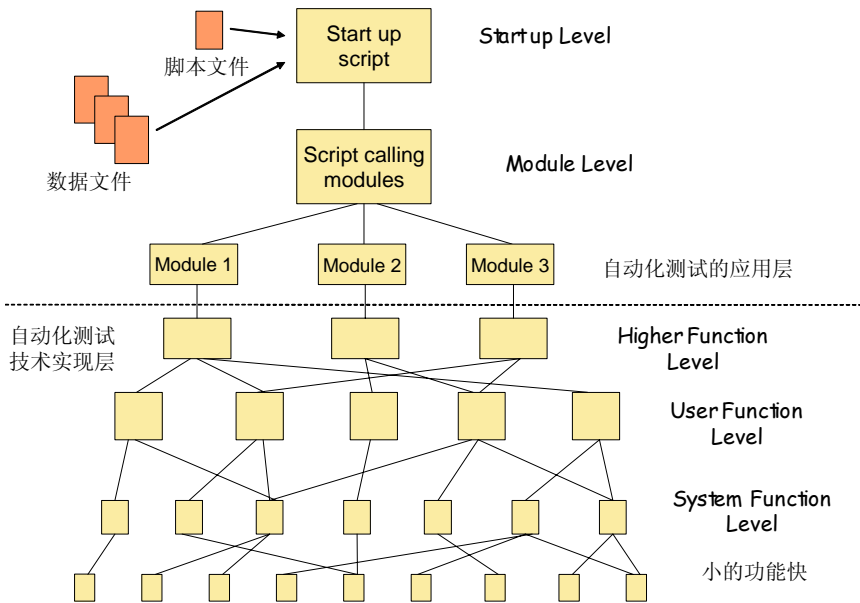 Start up
script
Start up Level
脚本文件
数据文件
Script calling
modules
Module Level
Module 1
Module 2
Module 3
自动化测试的应用层
自动化测试
技术实现层
Higher Function
Level
User Function
Level
System Function
Level
小的功能快